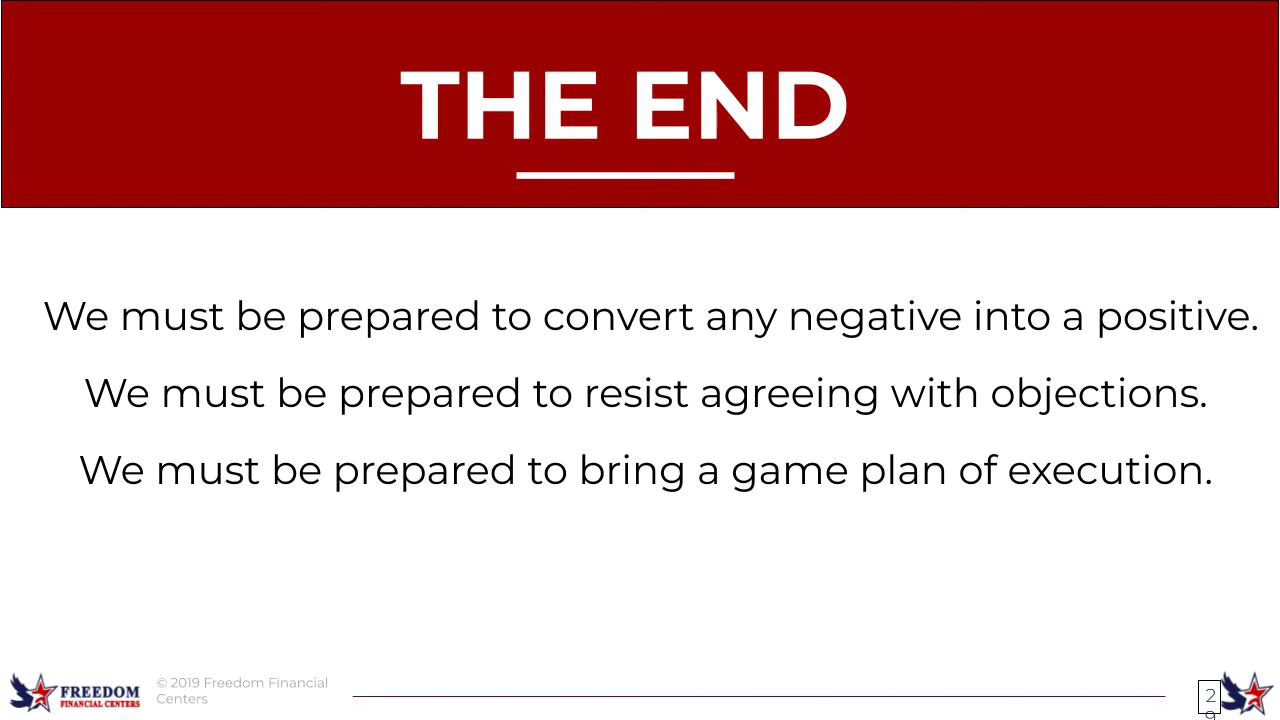 THE END
We must be prepared to convert any negative into a positive.
We must be prepared to resist agreeing with objections.
We must be prepared to bring a game plan of execution.
FREEDOM
FINANCIAL CENTERS
© 2019 Freedom Financial
Centers
2
9